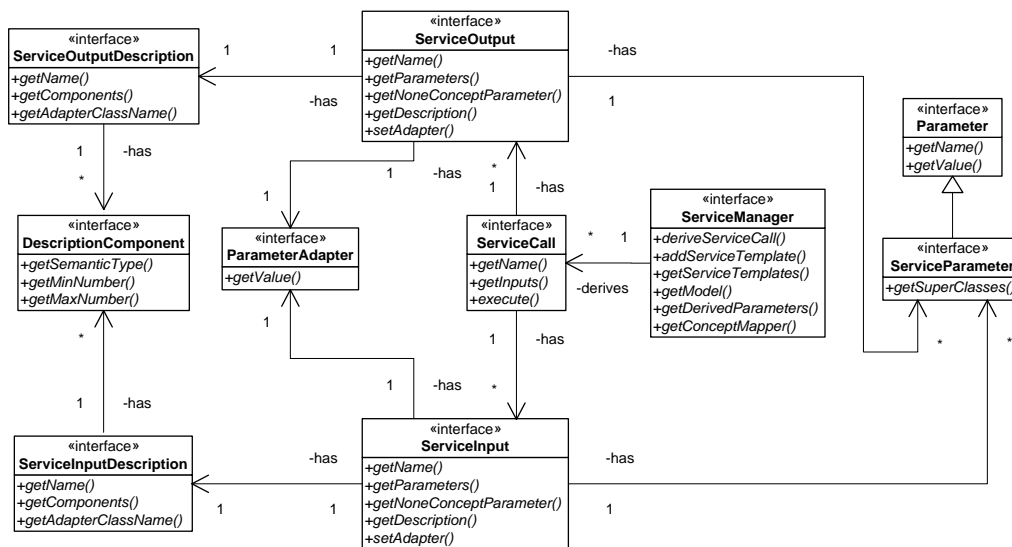 «interface»
ServiceOutputDescription
+getName()
+getComponents()
+getAdapterClassName()
1
1
-has
«interface»
ServiceOutput
+getName()
+getParameters()
+getNoneConceptParameter()
+getDescription()
+setAdapter()
-has
1
«interface»
Parameter
+getName()
+getValue()
1
-has
*
1
-has
1
*
1
-has
«interface»
DescriptionComponent
+getSemanticType()
+getMinNumber()
+getMaxNumber()
«interface»
ParameterAdapter
+getValue()
«interface»
ServiceCall
+getName()
+getInputs()
+execute()
*
1
-derives
«interface»
ServiceManager
+deriveServiceCall()
+addServiceTemplate()
+getServiceTemplates()
+getModel()
+getDerivedParameters()
+getConceptMapper()
«interface»
ServiceParameter
+getSuperClasses()
*
1
-has
1
1
-has
1
-has
*
*
*
«interface»
ServiceInputDescription
+getName()
+getComponents()
+getAdapterClassName()
-has
1
1
«interface»
ServiceInput
+getName()
+getParameters()
+getNoneConceptParameter()
+getDescription()
+setAdapter()
-has
1